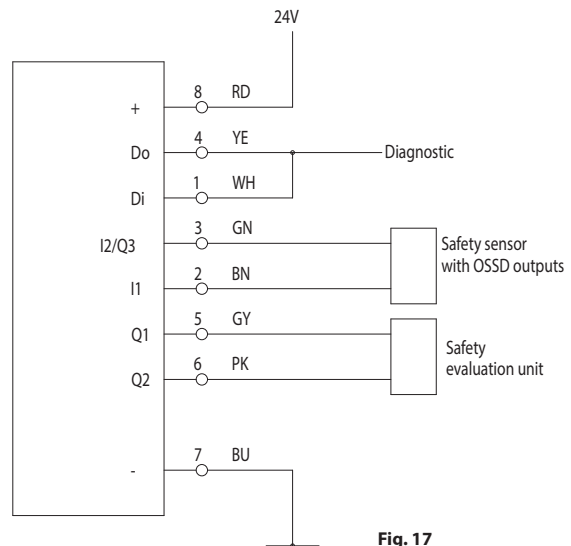 24V
+ 8 RD
Do 4 YE
Diagnostic
Di 1 WH
I2/Q3 3 GN
Safety sensor
with OSSD outputs
I1 2 BN
Q1 5 GY
Safety
evaluation unit
Q2 6 PK
- 7 BU
Fig. 17